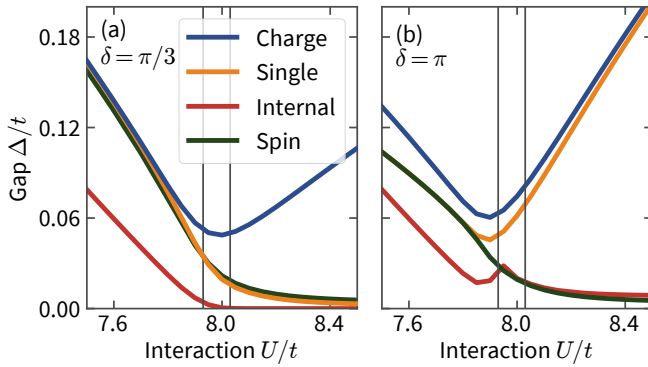 (a)
δ = π/3
Charge
Single
Internal
Spin
(b)
δ = π
Gap Δ/t
0.18
0.12
0.06
0.00
7.6 8.0 8.4
7.6 8.0 8.4
Interaction U/t
Interaction U/t